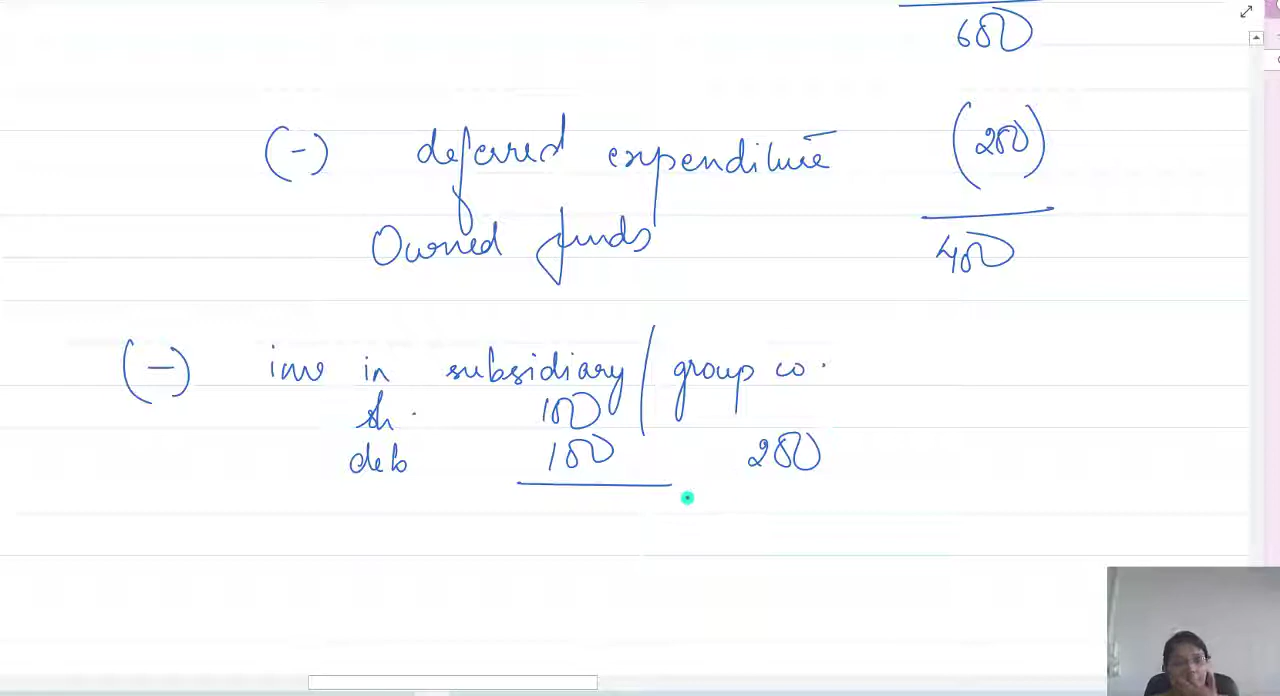 600
(-) deferred expenditure (200)
Owned funds 400
(-) inv in subsidiary / group co.
sh. 100
deb 100 200